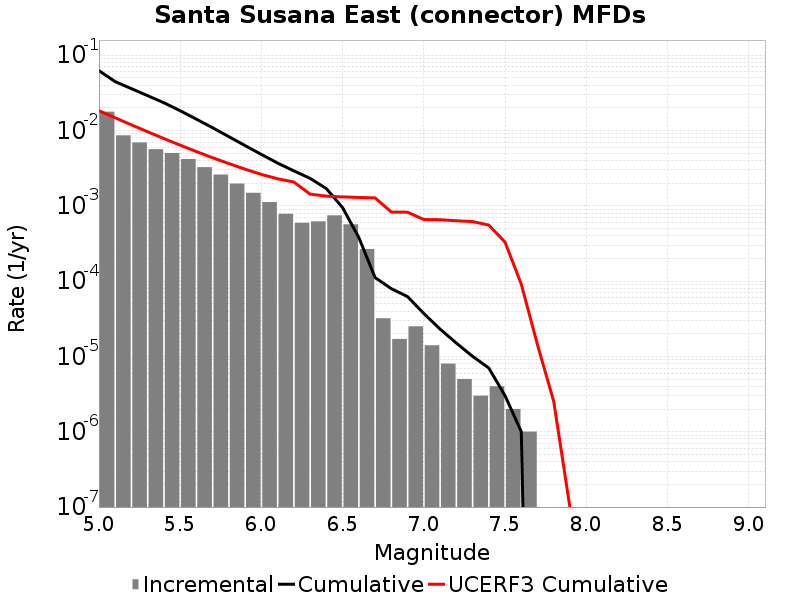 Santa Susana East (connector) MFDs
10^-1
10^-2
10^-3
10^-4
10^-5
10^-6
10^-7
Rate (1/yr)
5.0 5.5 6.0 6.5 7.0 7.5 8.0 8.5 9.0
Magnitude
Incremental Cumulative UCERF3 Cumulative